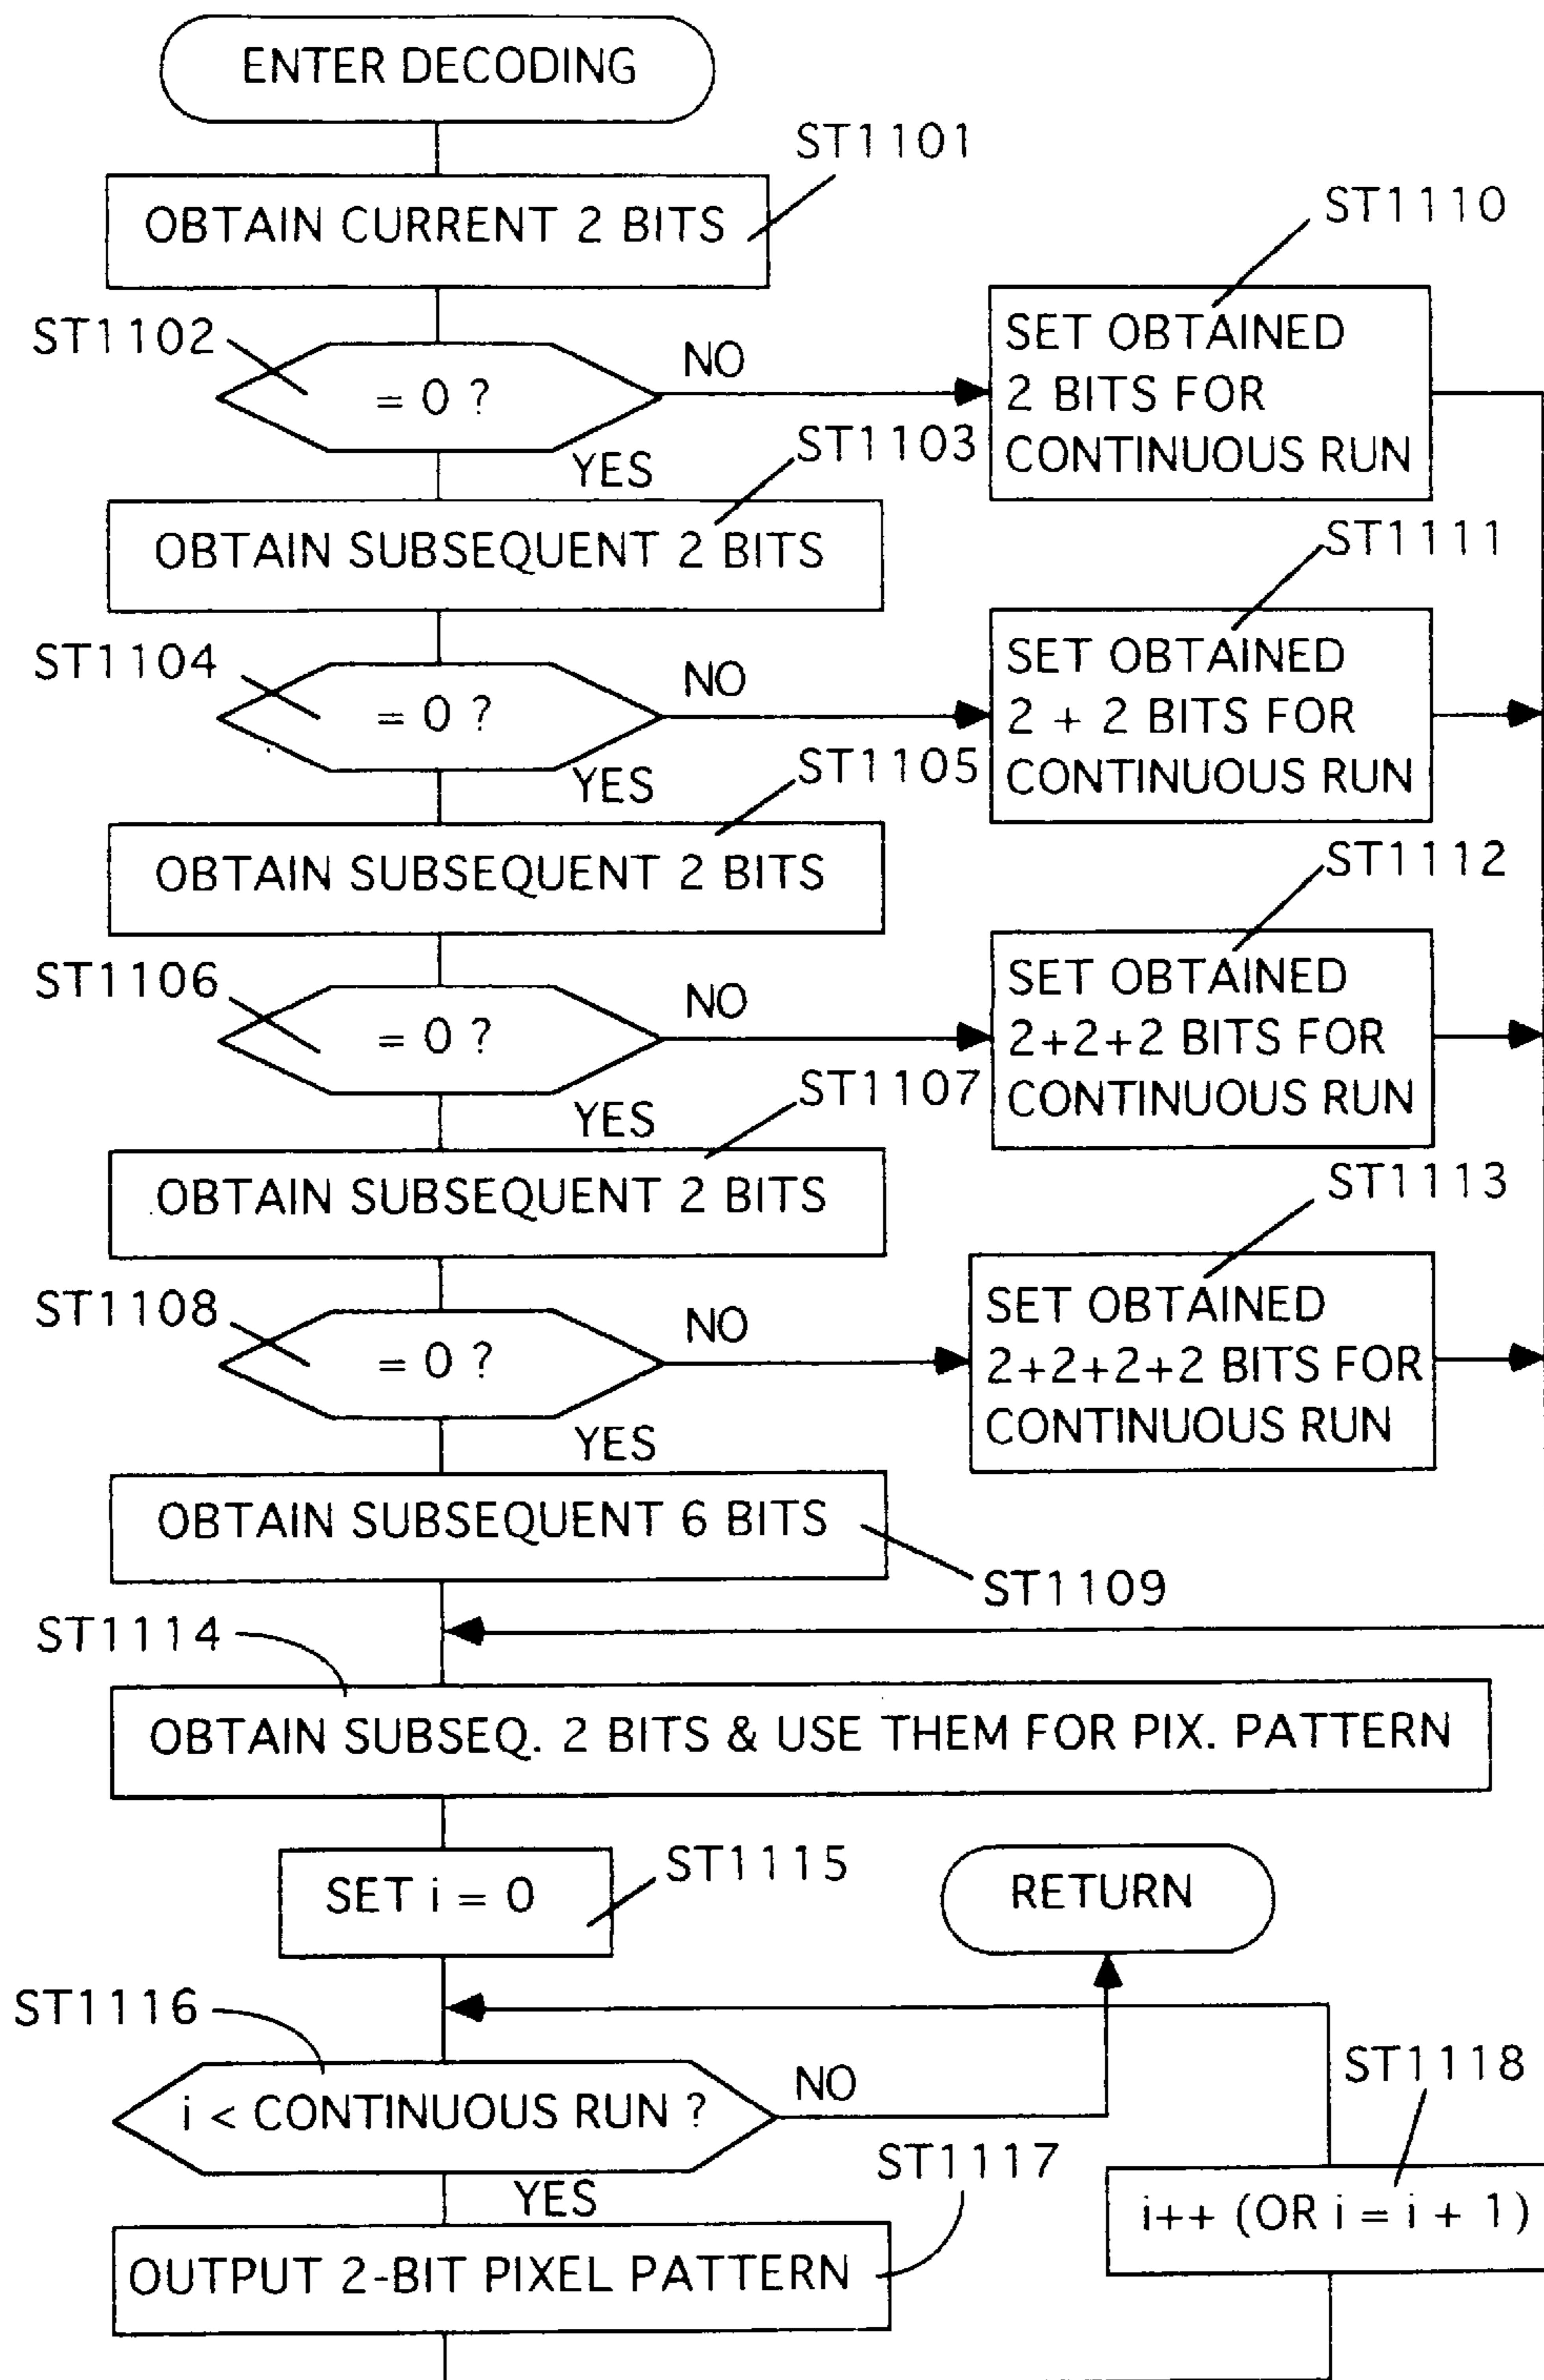 ENTER DECODING
ST1101
OBTAIN CURRENT 2 BITS
ST1110
ST1102
= 0 ?
NO
SET OBTAINED
2 BITS FOR
CONTINUOUS RUN
YES
ST1103
OBTAIN SUBSEQUENT 2 BITS
ST1111
ST1104
= 0 ?
NO
SET OBTAINED
2 + 2 BITS FOR
CONTINUOUS RUN
YES
ST1105
OBTAIN SUBSEQUENT 2 BITS
ST1112
ST1106
= 0 ?
NO
SET OBTAINED
2+2+2 BITS FOR
CONTINUOUS RUN
YES
ST1107
OBTAIN SUBSEQUENT 2 BITS
ST1113
ST1108
= 0 ?
NO
SET OBTAINED
2+2+2+2 BITS FOR
CONTINUOUS RUN
YES
OBTAIN SUBSEQUENT 6 BITS
ST1109
ST1114
OBTAIN SUBSEQ. 2 BITS & USE THEM FOR PIX. PATTERN
ST1115
SET i = 0
RETURN
ST1116
i < CONTINUOUS RUN ?
NO
ST1118
YES
ST1117
i++ (OR i = i + 1)
OUTPUT 2-BIT PIXEL PATTERN